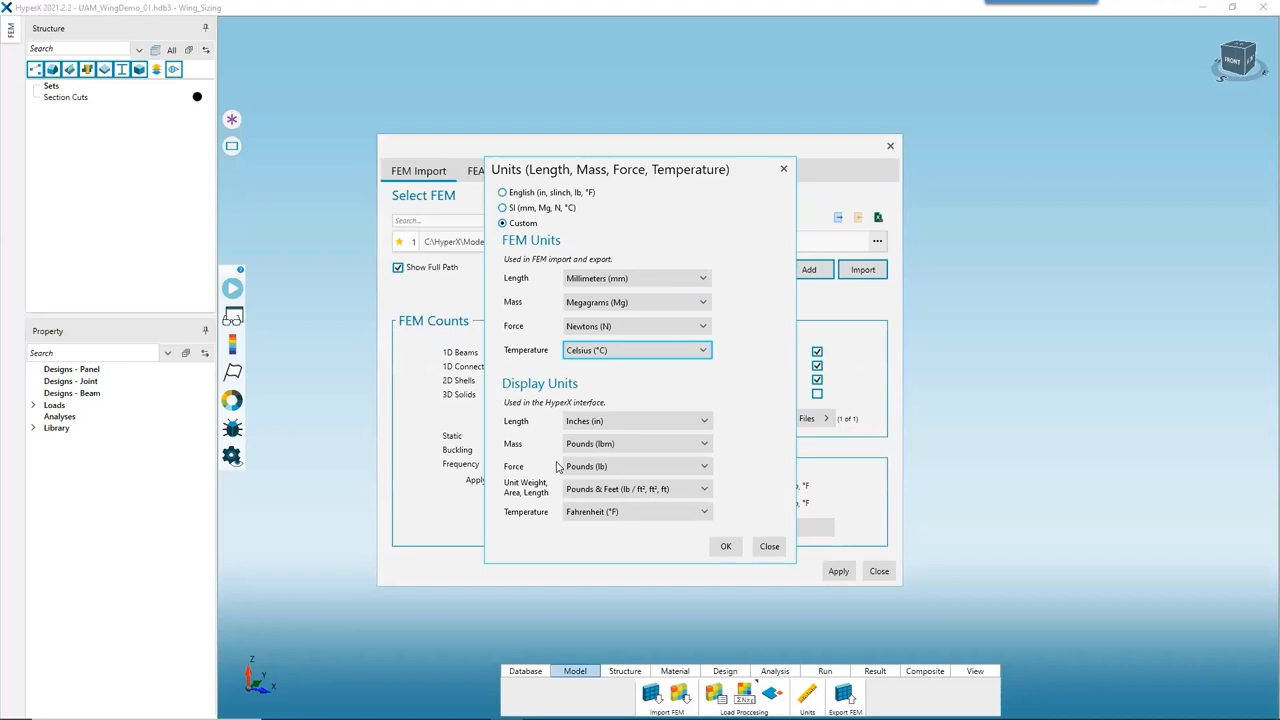 HyperX 2021.2.2 - UAM_WingDemo_01.hdb3 - Wing_Sizing
FEM
Structure
Search
All
Sets
Section Cuts
Property
Search
Designs - Panel
Designs - Joint
Designs - Beam
Loads
Analyses
Library
FRONT
FEM Import
FEA
Select FEM
Search...
1
C:\HyperX\Mode
Show Full Path
Add
Import
FEM Counts
1D Beams
1D Connect
2D Shells
3D Solids
Files
(1 of 1)
Static
Buckling
Frequency
Apply
, °F
, °F
Apply
Close
Units (Length, Mass, Force, Temperature)
English (in, slinch, lb, °F)
SI (mm, Mg, N, °C)
Custom
FEM Units
Used in FEM import and export.
Length Millimeters (mm)
Mass Megagrams (Mg)
Force Newtons (N)
Temperature Celsius (°C)
Display Units
Used in the HyperX interface.
Length Inches (in)
Mass Pounds (lbm)
Force Pounds (lb)
Unit Weight,
Area, Length Pounds & Feet (lb / ft², ft², ft)
Temperature Fahrenheit (°F)
OK Close
Z
Y
X
Database Model Structure Material Design Analysis Run Result Composite View
Import FEM Load Processing Units Export FEM